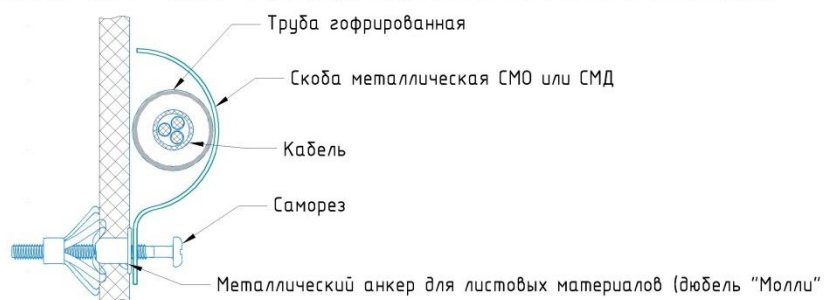 Труба гофрированная
Скоба металлическая СМО или СМД
Кабель
Саморез
Металлический анкер для листовых материалов (дюбель "Молли"